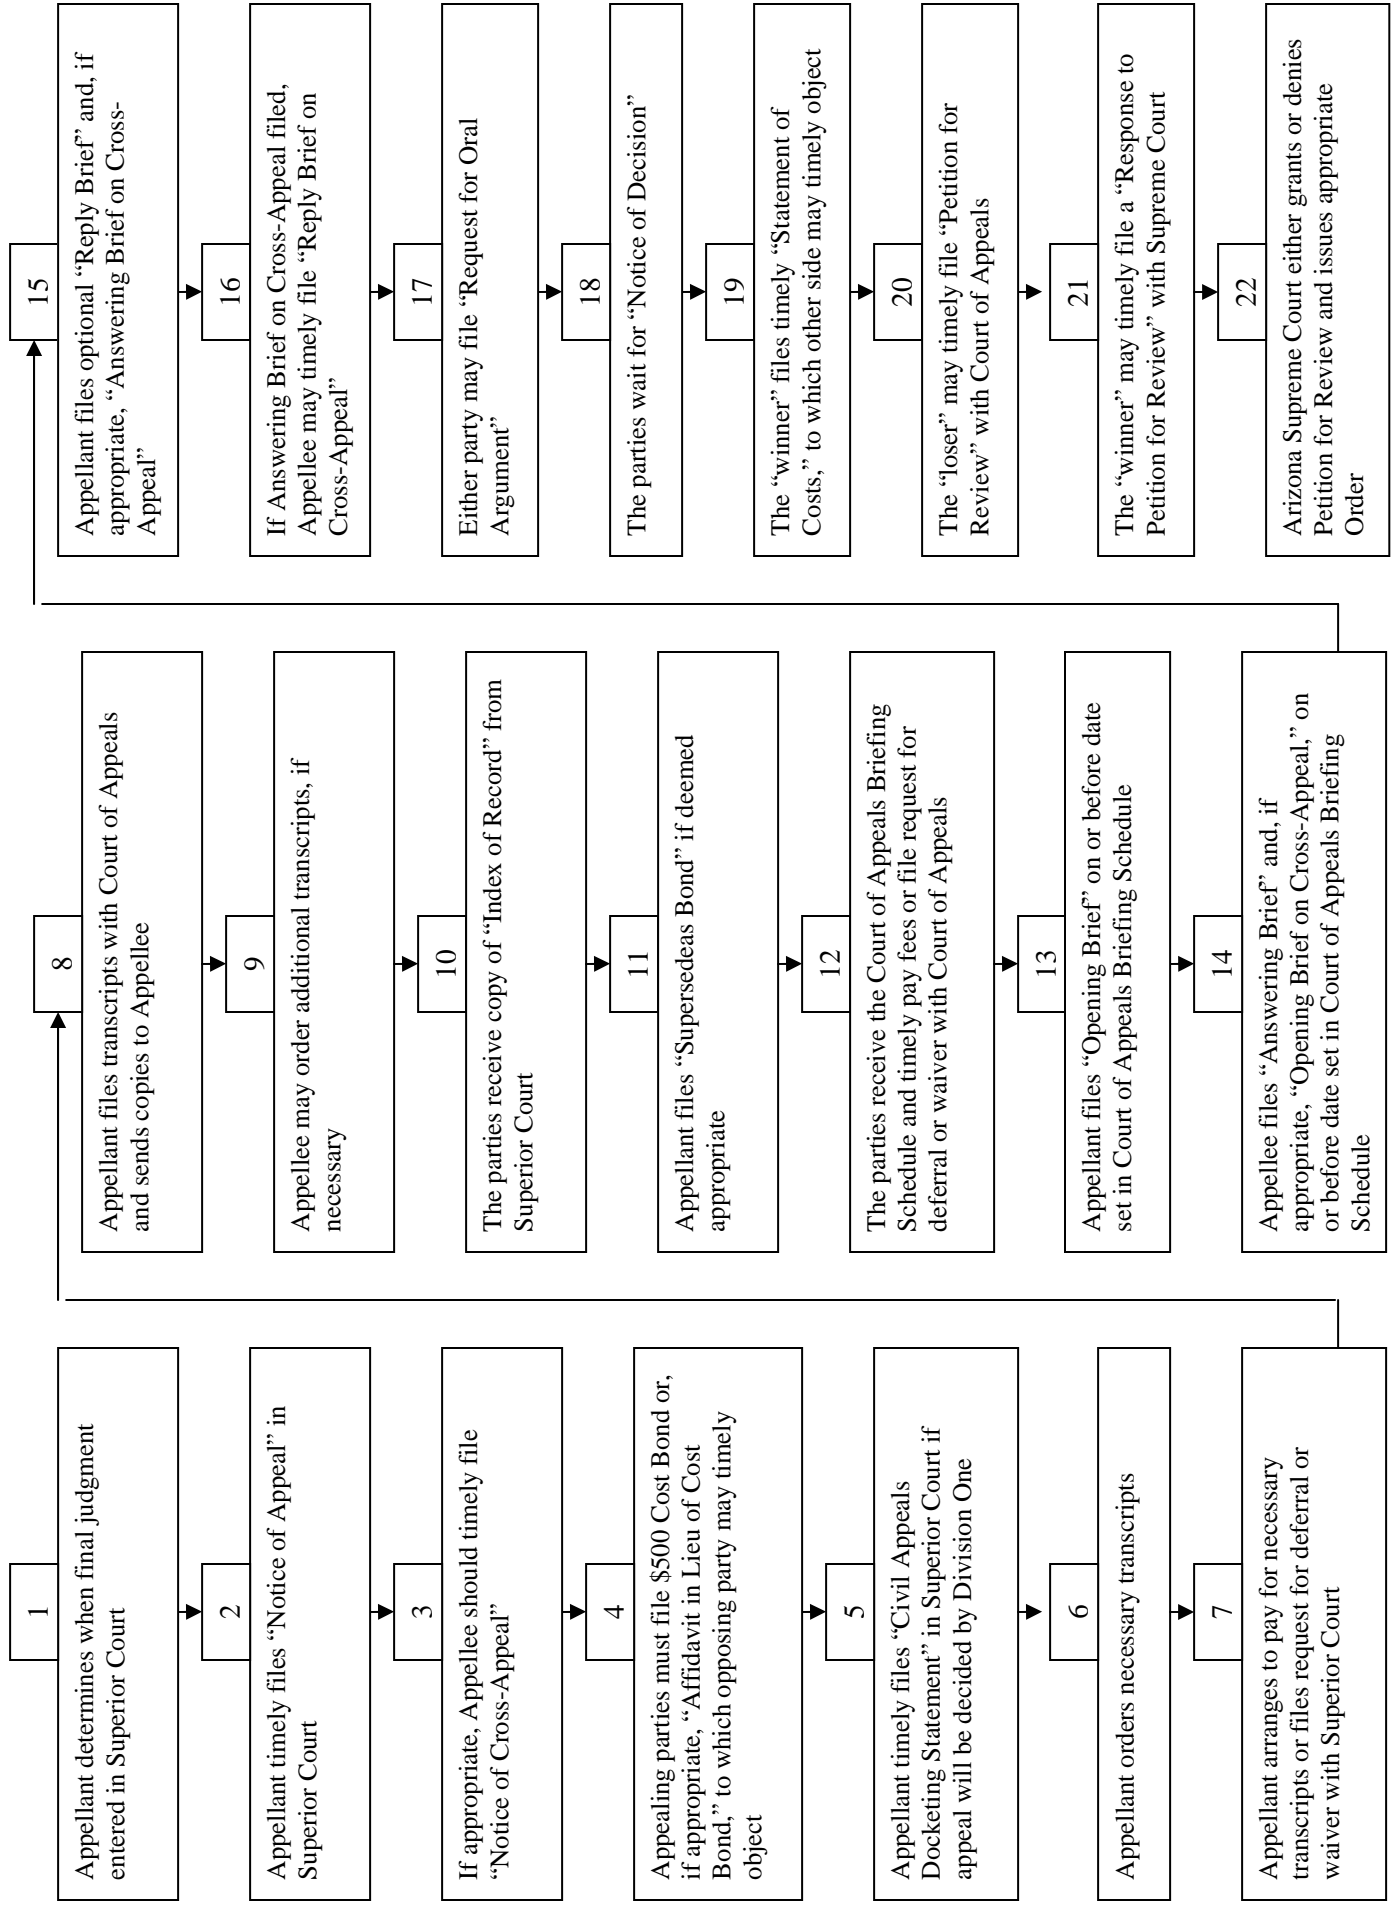 1
Appellant determines when final judgment
entered in Superior Court
2
Appellant timely files “Notice of Appeal” in
Superior Court
3
If appropriate, Appellee should timely file
“Notice of Cross-Appeal”
4
Appealing parties must file $500 Cost Bond or,
if appropriate, “Affidavit in Lieu of Cost
Bond,” to which opposing party may timely
object
5
Appellant timely files “Civil Appeals
Docketing Statement” in Superior Court if
appeal will be decided by Division One
6
Appellant orders necessary transcripts
7
Appellant arranges to pay for necessary
transcripts or files request for deferral or
waiver with Superior Court
8
Appellant files transcripts with Court of Appeals
and sends copies to Appellee
9
Appellee may order additional transcripts, if
necessary
10
The parties receive copy of “Index of Record” from
Superior Court
11
Appellant files “Supersedeas Bond” if deemed
appropriate
12
The parties receive the Court of Appeals Briefing
Schedule and timely pay fees or file request for
deferral or waiver with Court of Appeals
13
Appellant files “Opening Brief” on or before date
set in Court of Appeals Briefing Schedule
14
Appellee files “Answering Brief” and, if
appropriate, “Opening Brief on Cross-Appeal,” on
or before date set in Court of Appeals Briefing
Schedule
15
Appellant files optional “Reply Brief” and, if
appropriate, “Answering Brief on Cross-
Appeal”
16
If Answering Brief on Cross-Appeal filed,
Appellee may timely file “Reply Brief on
Cross-Appeal”
17
Either party may file “Request for Oral
Argument”
18
The parties wait for “Notice of Decision”
19
The “winner” files timely “Statement of
Costs,” to which other side may timely object
20
The “loser” may timely file “Petition for
Review” with Court of Appeals
21
The “winner” may timely file a “Response to
Petition for Review” with Supreme Court
22
Arizona Supreme Court either grants or denies
Petition for Review and issues appropriate
Order